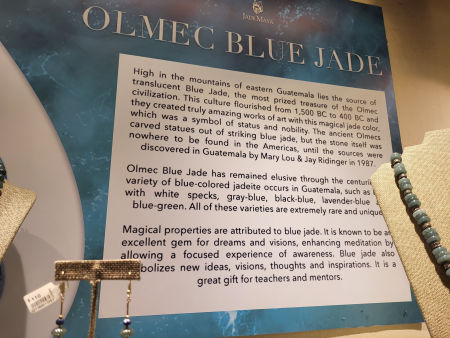 JADEMAYA
OLMEC BLUE JADE
High in the mountains of eastern Guatemala lies the source of
translucent Blue Jade, the most prized treasure of the Olmec
civilization. This culture flourished from 1,500 BC to 400 BC and
they created truly amazing works of art with this magical jade color,
which was a symbol of status and nobility. The ancient Olmecs
carved statues out of striking blue jade, but the stone itself was
nowhere to be found in the Americas, until the sources were
discovered in Guatemala by Mary Lou & Jay Ridinger in 1987.
Olmec Blue Jade has remained elusive through the
variety of blue-colored jadeite occurs in Guatemala, such as
with white specks, gray-blue, black-blue, lavender-blue
blue-green. All of these varieties are extremely rare and unique
Magical properties are attributed to blue jade. It is known to be an
excellent gem for dreams and visions, enhancing meditation by
allowing a focused experience of awareness. Blue jade also
bolizes new ideas, visions, thoughts and inspirations. It is a
great gift for teachers and mentors.